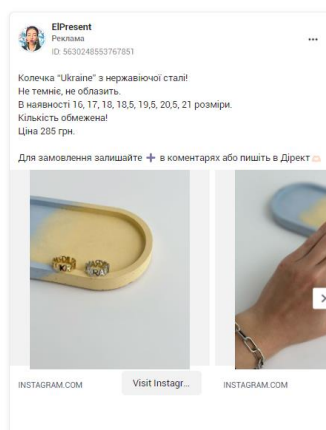 ElPresent
Реклама
ID: 5630248553767851
Колечка "Ukraine" з нержавіючої сталі!
Не темніє, не облазить.
В наявності 16, 17, 18, 18,5, 19,5, 20,5, 21 розміри.
Кількість обмежена!
Ціна 285 грн.
Для замовлення залишайте ➕ в коментарях або пишіть в Дірект
INSTAGRAM.COM
Visit Instagr...
INSTAGRAM.COM